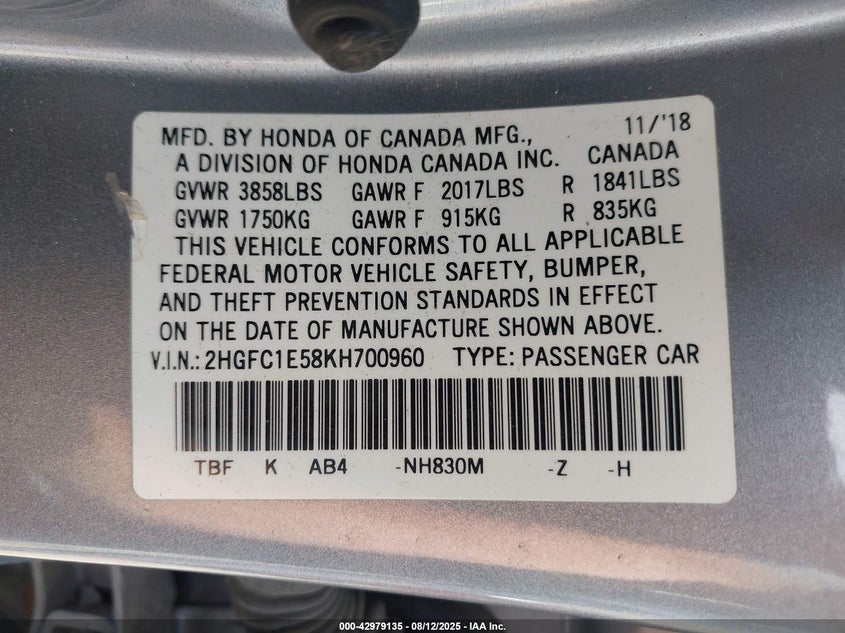 MFD. BY HONDA OF CANADA MFG., 11/'18
A DIVISION OF HONDA CANADA INC. CANADA
GVWR 3858LBS GAWR F 2017LBS R 1841LBS
GVWR 1750KG GAWR F 915KG R 835KG
THIS VEHICLE CONFORMS TO ALL APPLICABLE
FEDERAL MOTOR VEHICLE SAFETY, BUMPER,
AND THEFT PREVENTION STANDARDS IN EFFECT
ON THE DATE OF MANUFACTURE SHOWN ABOVE.
V.I.N.: 2HGFC1E58KH700960 TYPE: PASSENGER CAR
TBF K AB4 -NH830M -Z -H
000-42979135 - 08/12/2025 - IAA Inc.